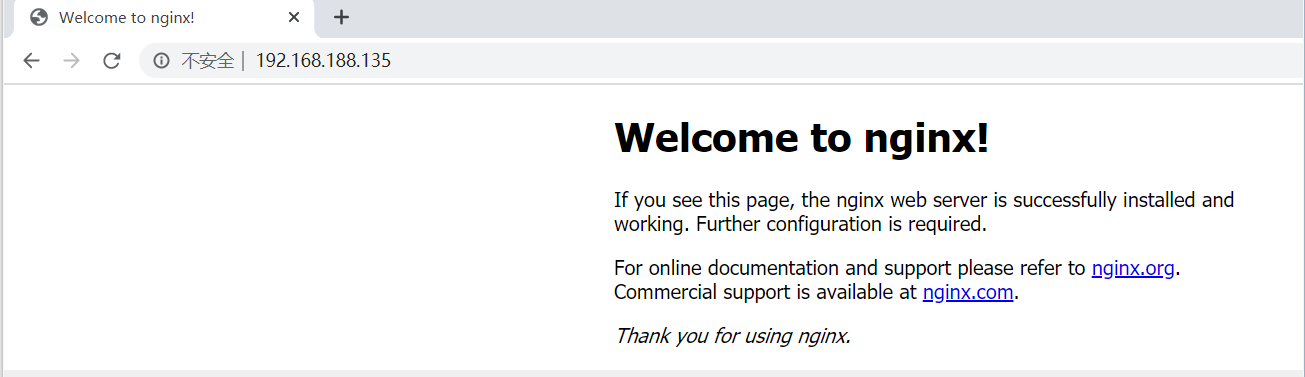 Welcome to nginx!
不安全 | 192.168.188.135
Welcome to nginx!
If you see this page, the nginx web server is successfully installed and
working. Further configuration is required.
For online documentation and support please refer to nginx.org.
Commercial support is available at nginx.com.
Thank you for using nginx.